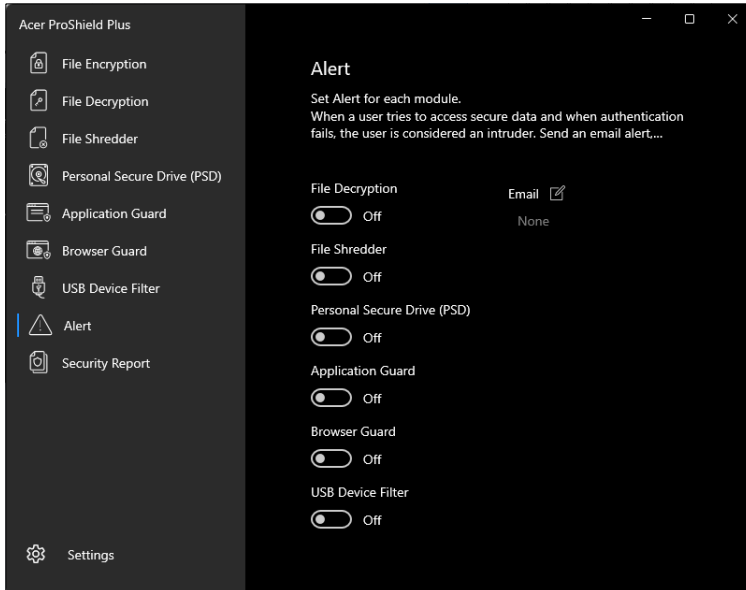 Acer ProShield Plus
File Encryption
File Decryption
File Shredder
Personal Secure Drive (PSD)
Application Guard
Browser Guard
USB Device Filter
Alert
Security Report
Settings
Alert
Set Alert for each module.
When a user tries to access secure data and when authentication
fails, the user is considered an intruder. Send an email alert,...
File Decryption
Off
Email
None
File Shredder
Off
Personal Secure Drive (PSD)
Off
Application Guard
Off
Browser Guard
Off
USB Device Filter
Off